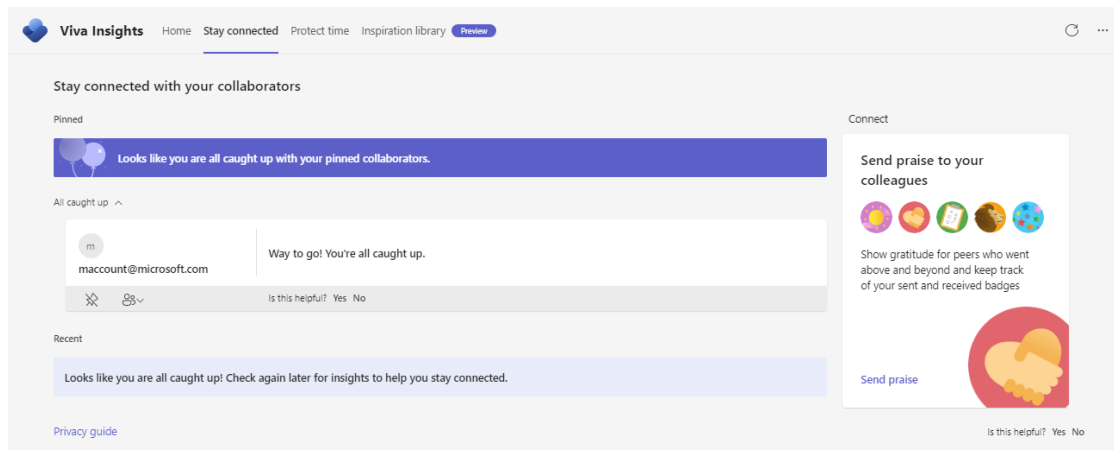 Viva Insights Home Stay connected Protect time Inspiration library Preview
Stay connected with your collaborators
Pinned
Looks like you are all caught up with your pinned collaborators.
All caught up
m
maccount@microsoft.com
Way to go! You're all caught up.
Is this helpful? Yes No
Recent
Looks like you are all caught up! Check again later for insights to help you stay connected.
Privacy guide
Connect
Send praise to your
colleagues
Show gratitude for peers who went
above and beyond and keep track
of your sent and received badges
Send praise
Is this helpful? Yes No